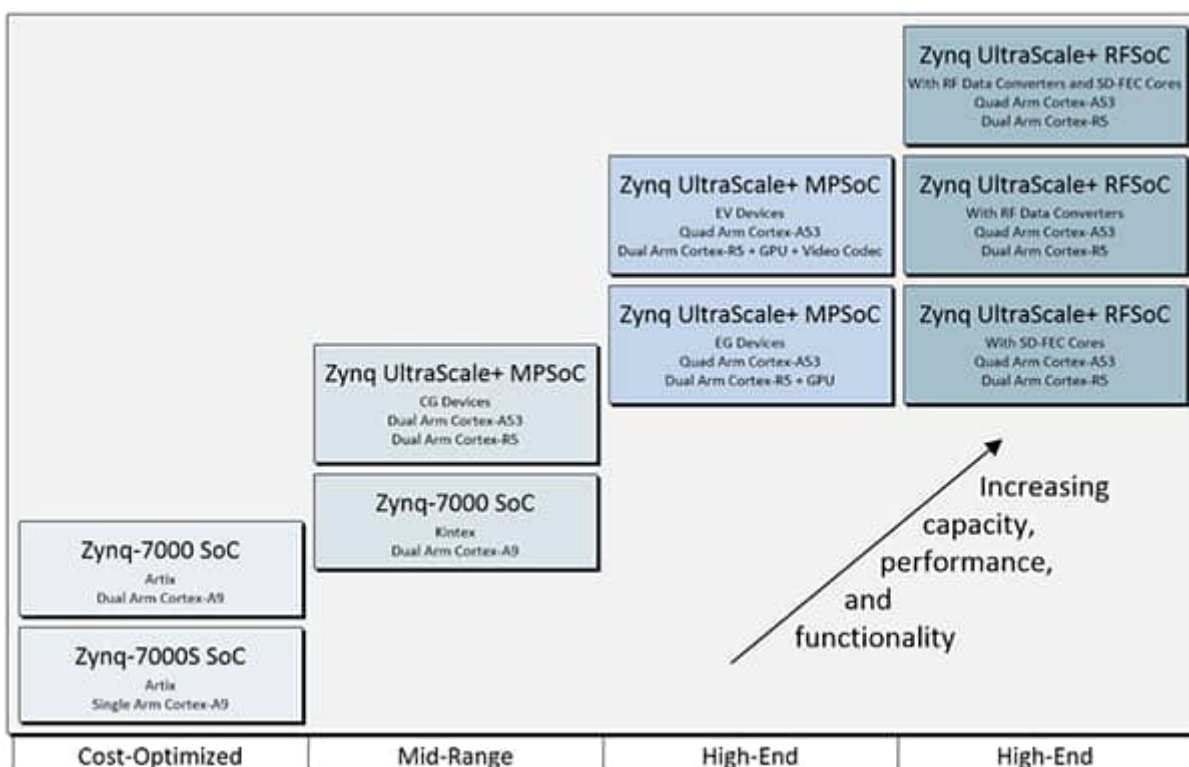 Zynq UltraScale+ RFSoC
With RF Data Converters and SD-FEC Cores
Quad Arm Cortex-A53
Dual Arm Cortex-R5
Zynq UltraScale+ MPSoC
EV Devices
Quad Arm Cortex-A53
Dual Arm Cortex-R5 + GPU + Video Codec
Zynq UltraScale+ RFSoC
With RF Data Converters
Quad Arm Cortex-A53
Dual Arm Cortex-R5
Zynq UltraScale+ MPSoC
EG Devices
Quad Arm Cortex-A53
Dual Arm Cortex-R5 + GPU
Zynq UltraScale+ RFSoC
With SD-FEC Cores
Quad Arm Cortex-A53
Dual Arm Cortex-R5
Zynq UltraScale+ MPSoC
CG Devices
Dual Arm Cortex-A53
Dual Arm Cortex-R5
Zynq-7000 SoC
Kintex
Dual Arm Cortex-A9
Zynq-7000 SoC
Artix
Dual Arm Cortex-A9
Zynq-7000S SoC
Artix
Single Arm Cortex-A9
Increasing
capacity,
performance,
and
functionality
Cost-Optimized
Mid-Range
High-End
High-End